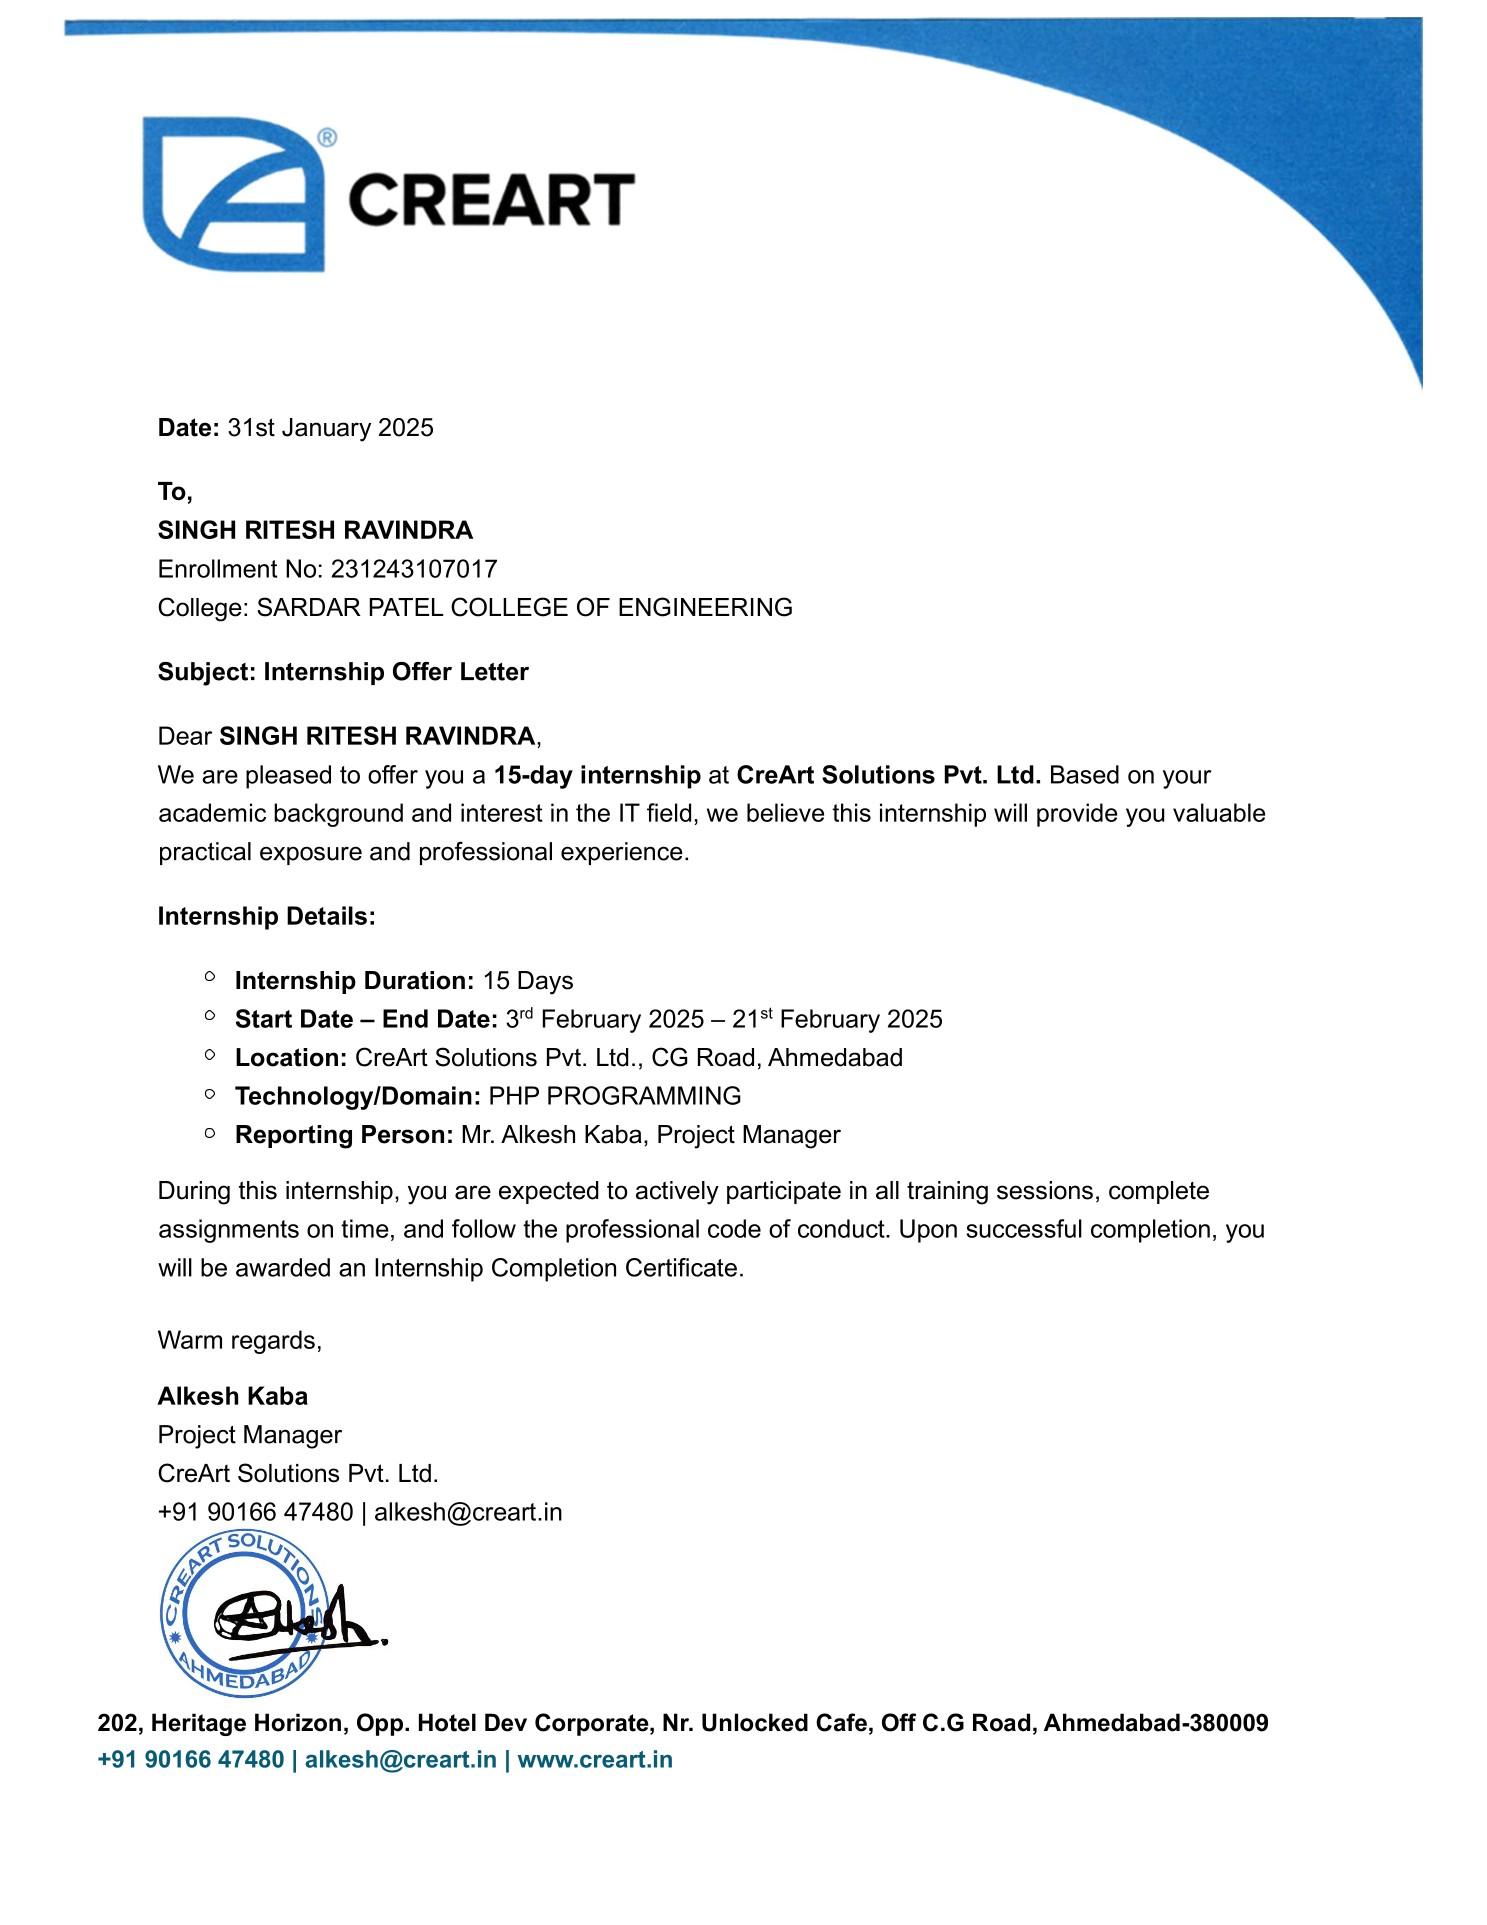 ®
CREART
Date: 31st January 2025
To,
SINGH RITESH RAVINDRA
Enrollment No: 231243107017
College: SARDAR PATEL COLLEGE OF ENGINEERING
Subject: Internship Offer Letter
Dear SINGH RITESH RAVINDRA,
We are pleased to offer you a 15-day internship at CreArt Solutions Pvt. Ltd. Based on your
academic background and interest in the IT field, we believe this internship will provide you valuable
practical exposure and professional experience.
Internship Details:
Internship Duration: 15 Days
Start Date – End Date: 3rd February 2025 – 21st February 2025
Location: CreArt Solutions Pvt. Ltd., CG Road, Ahmedabad
Technology/Domain: PHP PROGRAMMING
Reporting Person: Mr. Alkesh Kaba, Project Manager
During this internship, you are expected to actively participate in all training sessions, complete
assignments on time, and follow the professional code of conduct. Upon successful completion, you
will be awarded an Internship Completion Certificate.
Warm regards,
Alkesh Kaba
Project Manager
CreArt Solutions Pvt. Ltd.
+91 90166 47480 | alkesh@creart.in
CREART SOLUTIONS
Alkesh.
AHMEDABAD
202, Heritage Horizon, Opp. Hotel Dev Corporate, Nr. Unlocked Cafe, Off C.G Road, Ahmedabad-380009
+91 90166 47480 | alkesh@creart.in | www.creart.in